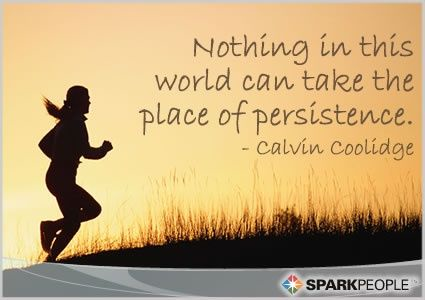 Nothing in this
world can take the
place of persistence.
- Calvin Coolidge
SPARKPEOPLE